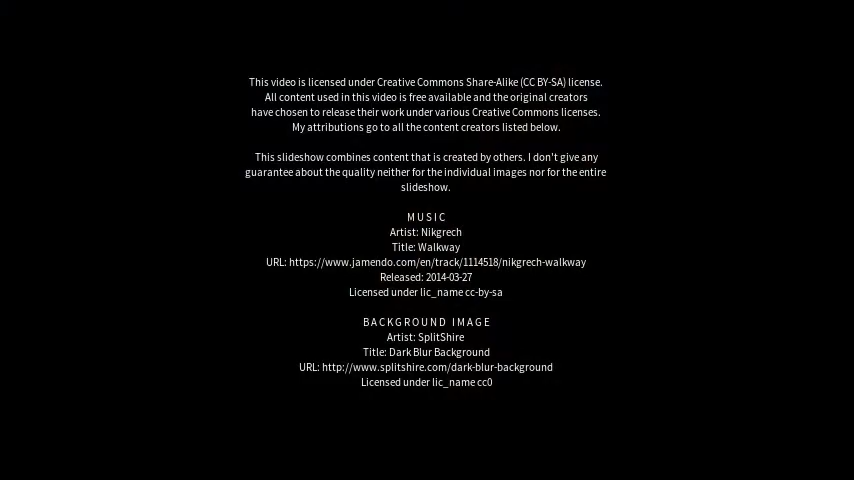 This video is licensed under Creative Commons Share-Alike (CC BY-SA) license.
All content used in this video is free available and the original creators
have chosen to release their work under various Creative Commons licenses.
My attributions go to all the content creators listed below.
This slideshow combines content that is created by others. I don't give any
guarantee about the quality neither for the individual images nor for the entire
slideshow.
MUSIC
Artist: Nikgrech
Title: Walkway
URL: https://www.jamendo.com/en/track/1114518/nikgrech-walkway
Released: 2014-03-27
Licensed under lic_name cc-by-sa
BACKGROUND IMAGE
Artist: SplitShire
Title: Dark Blur Background
URL: http://www.splitshire.com/dark-blur-background
Licensed under lic_name cc0